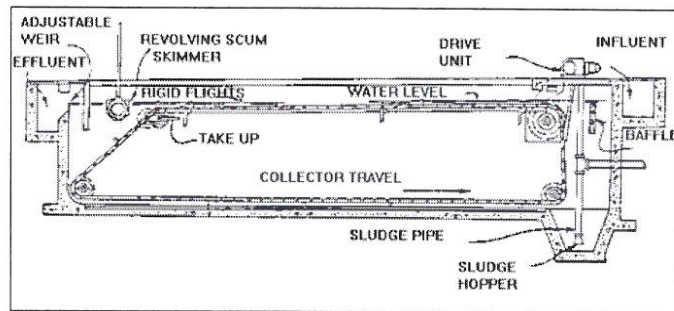 ADJUSTABLE
WEIR
EFFLUENT
REVOLVING SCUM
SKIMMER
DRIVE
UNIT
INFLUENT
RIGID FLIGHTS
WATER LEVEL
TAKE UP
BAFFLE
COLLECTOR TRAVEL
SLUDGE PIPE
SLUDGE
HOPPER